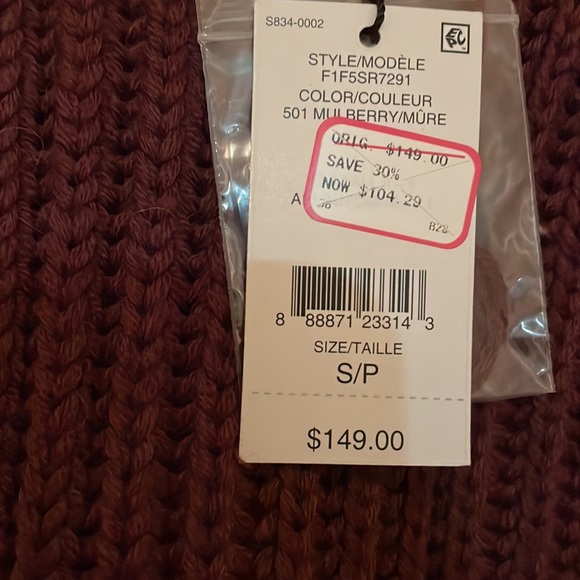 S834-0002
STYLE/MODÈLE
F1F5SR7291
COLOR/COULEUR
501 MULBERRY/MÛRE
ORIG. $149.00
SAVE 30%
NOW $104.29
A
B28
8 88871 23314 3
SIZE/TAILLE
S/P
$149.00